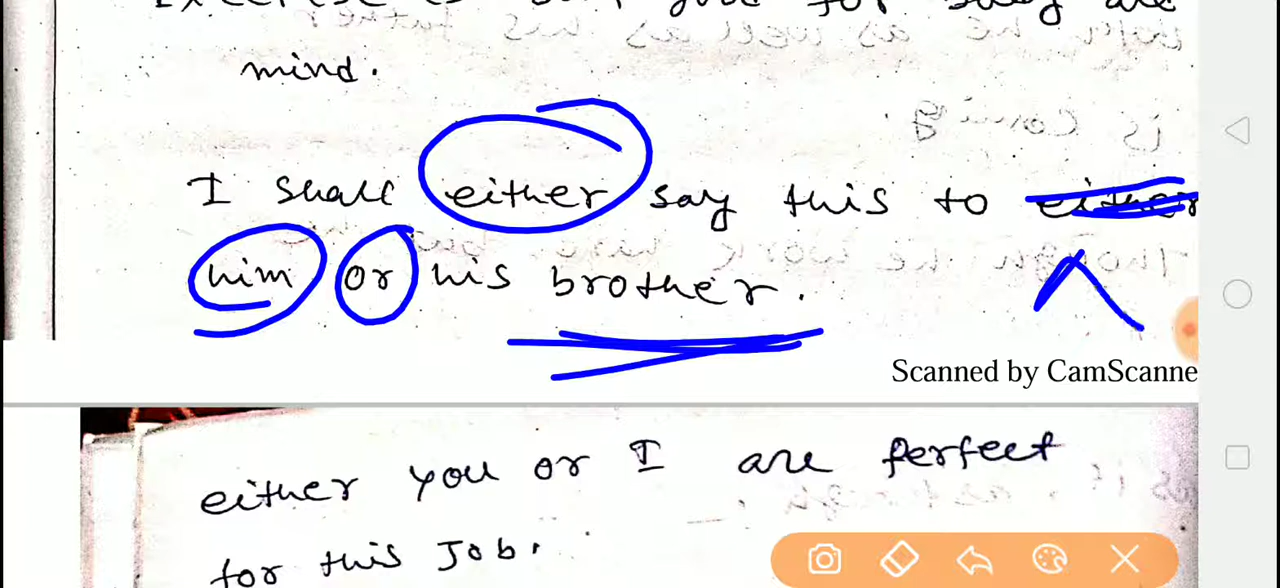 mind.
I shall either say this to either
him or his brother.
Scanned by CamScanne
either you or I are perfect
for this Job.